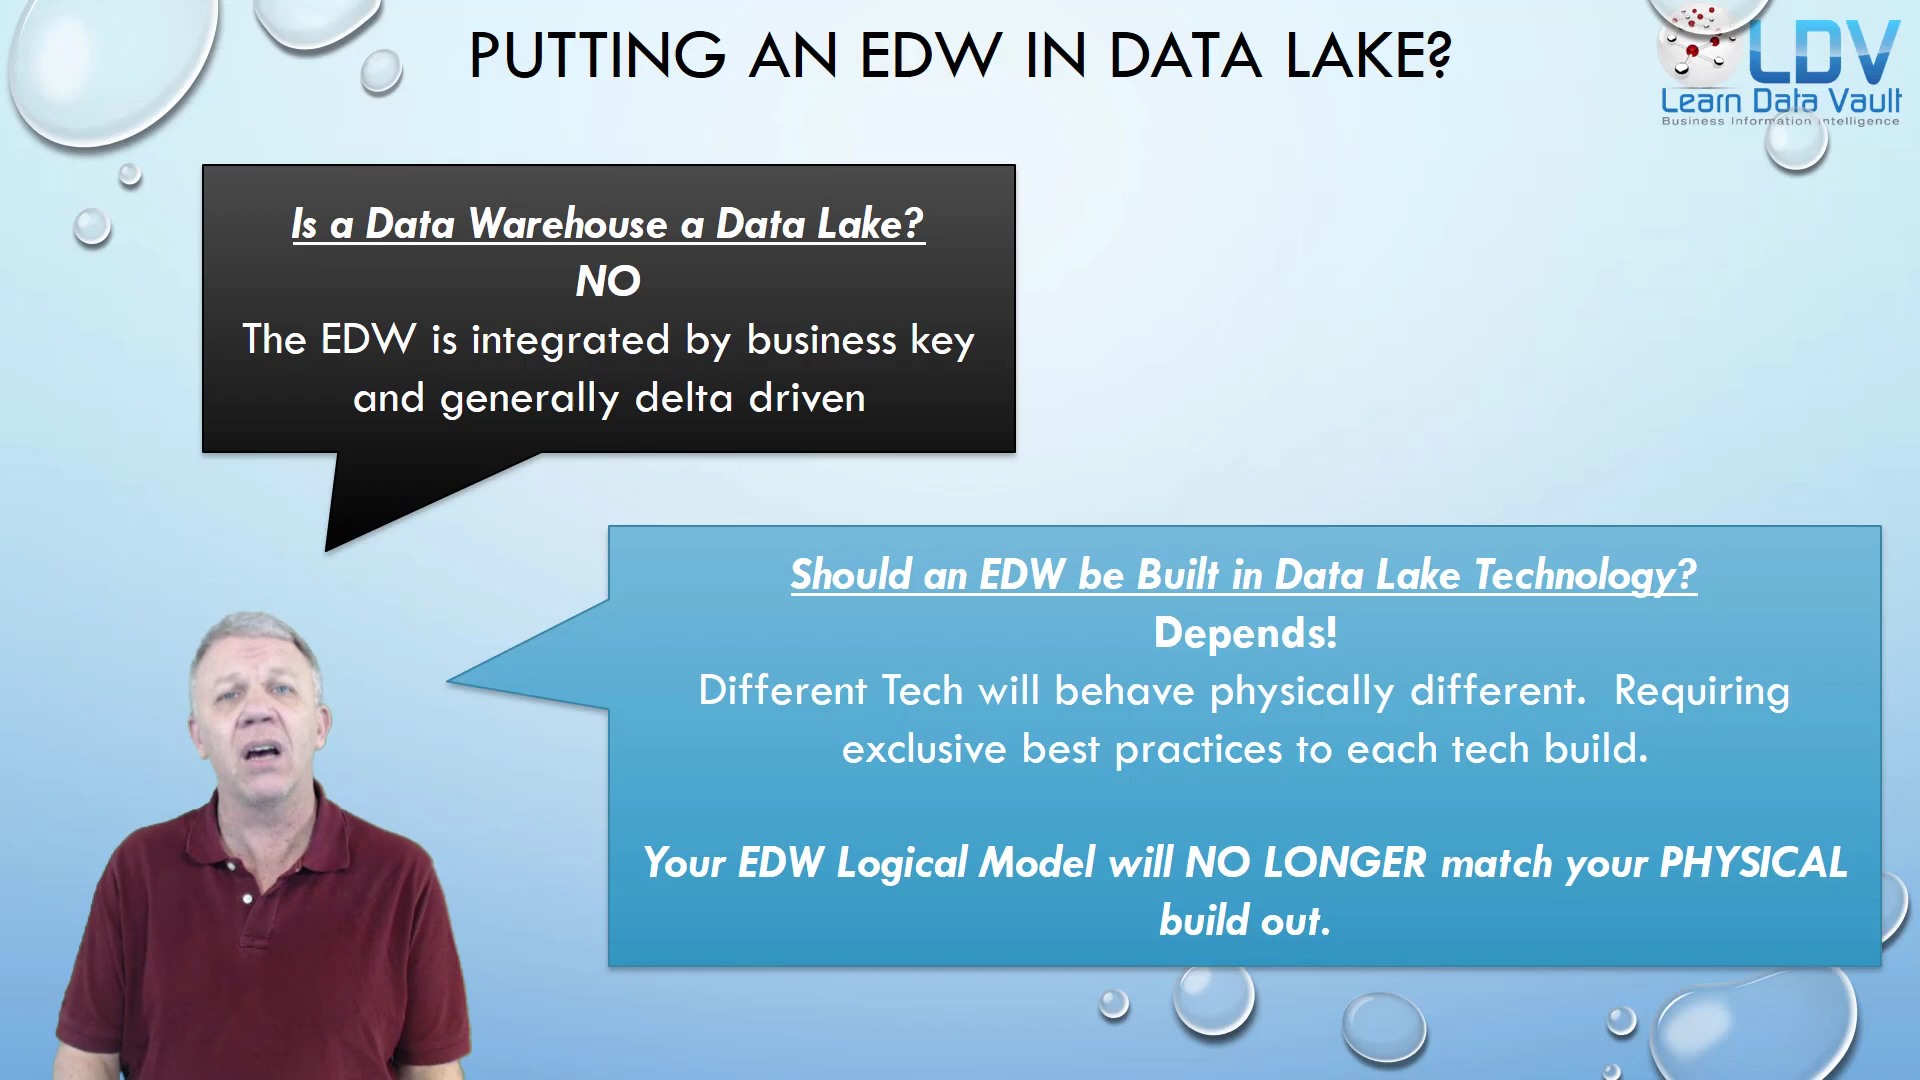 PUTTING AN EDW IN DATA LAKE?
LDV
Learn Data Vault
Business Information Intelligence
Is a Data Warehouse a Data Lake?
NO
The EDW is integrated by business key
and generally delta driven
Should an EDW be Built in Data Lake Technology?
Depends!
Different Tech will behave physically different.  Requiring
exclusive best practices to each tech build.
Your EDW Logical Model will NO LONGER match your PHYSICAL
build out.